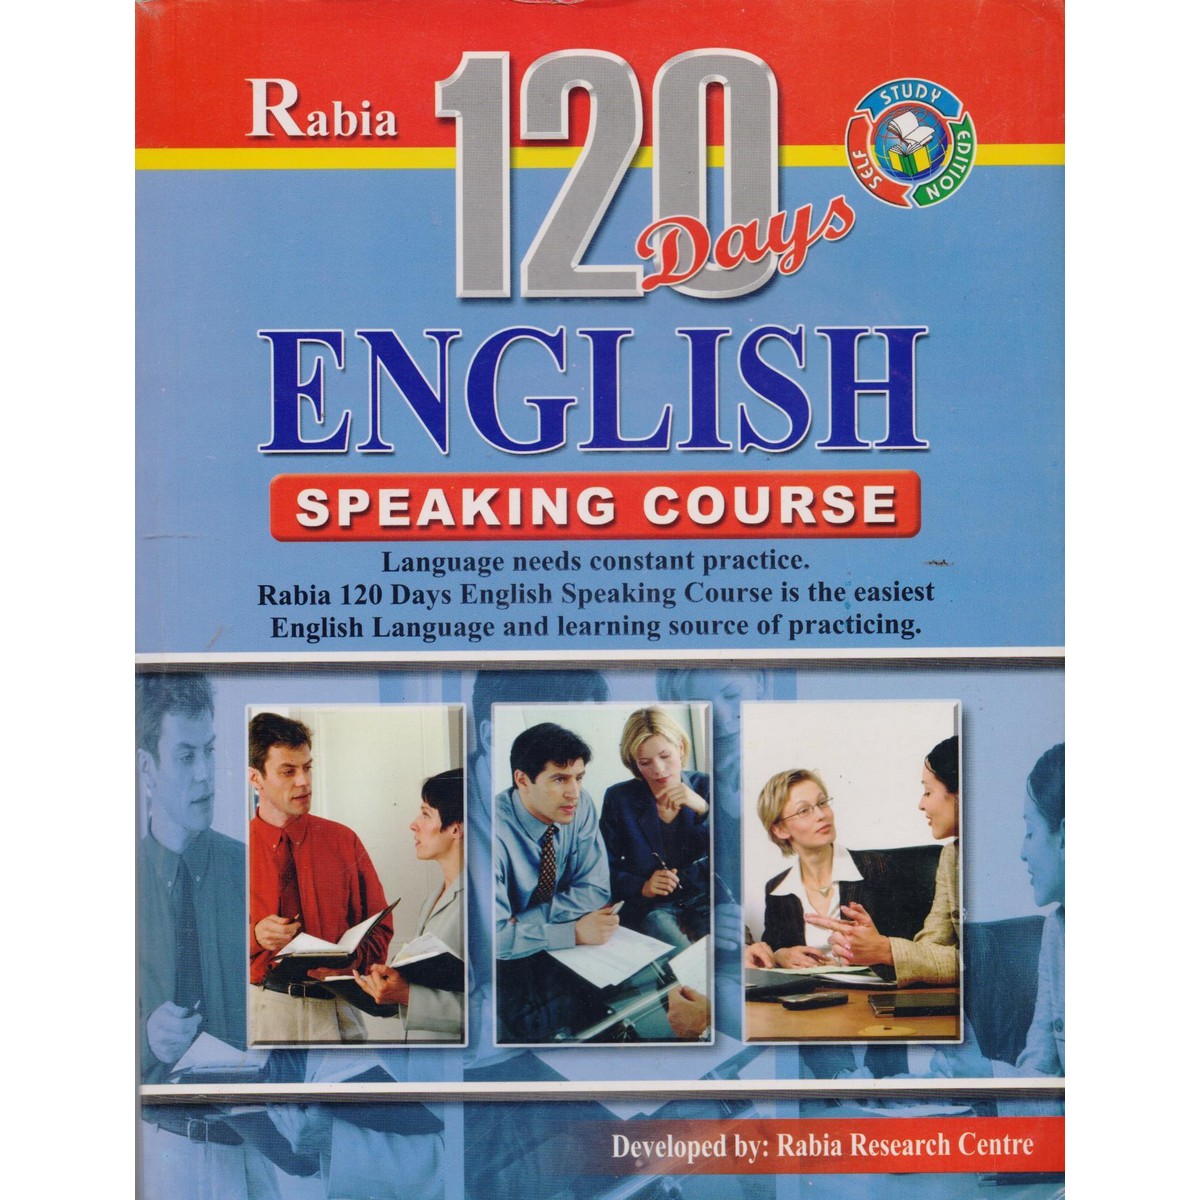 Rabia
120
Days
SELF STUDY EDITION
ENGLISH
SPEAKING COURSE
Language needs constant practice.
Rabia 120 Days English Speaking Course is the easiest
English Language and learning source of practicing.
Developed by: Rabia Research Centre